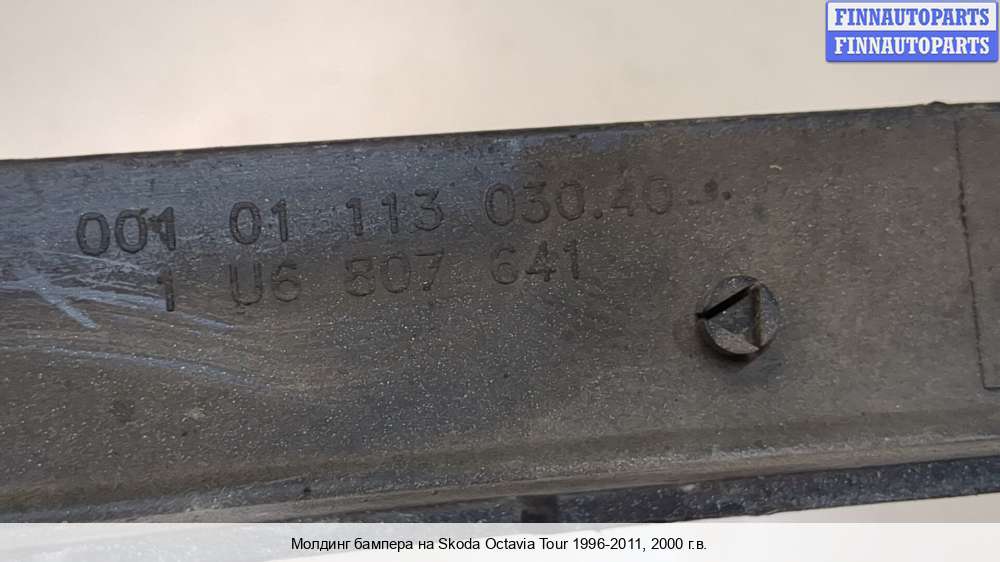 FINNAUTOPARTS
FINNAUTOPARTS
001 01 113 030.40
1 U6 807 641
Молдинг бампера на Skoda Octavia Tour 1996-2011, 2000 г.в.